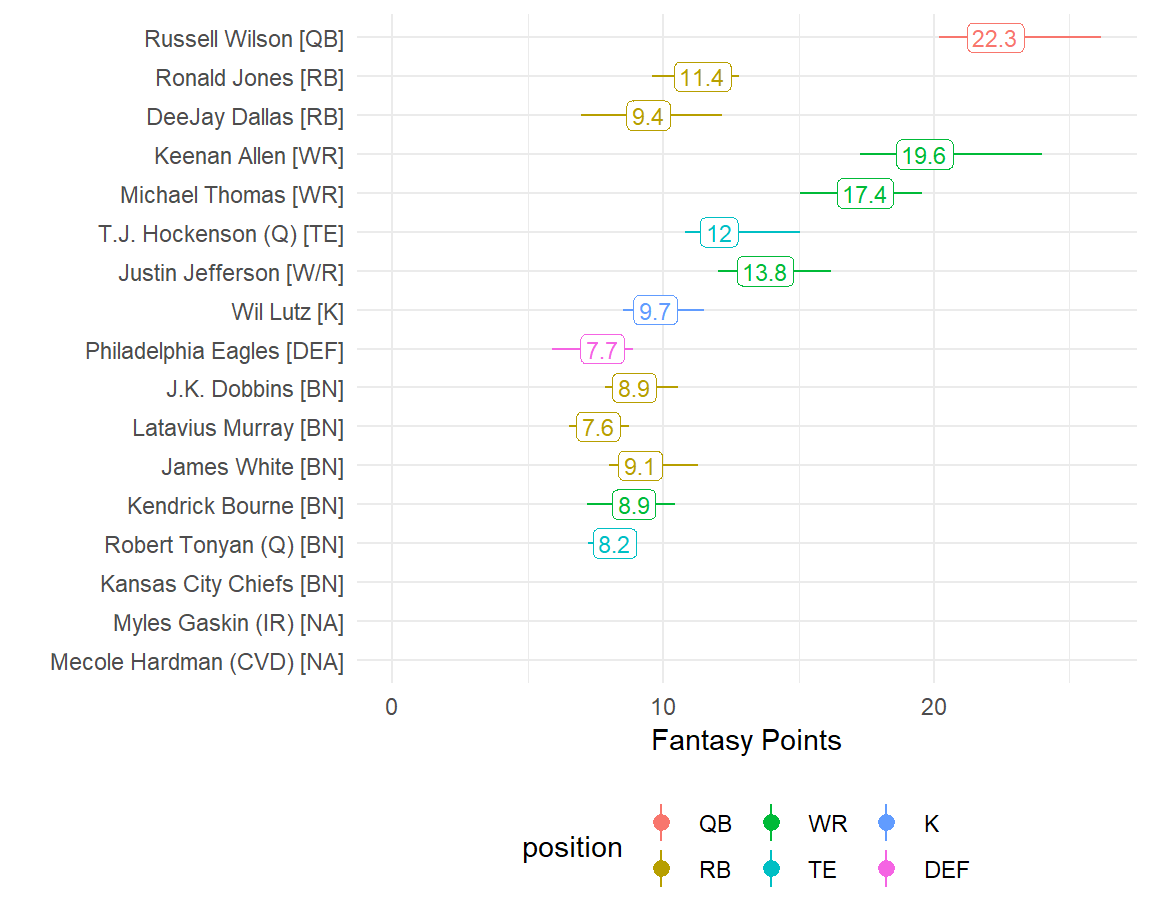 Russell Wilson [QB] 22.3
Ronald Jones [RB] 11.4
DeeJay Dallas [RB] 9.4
Keenan Allen [WR] 19.6
Michael Thomas [WR] 17.4
T.J. Hockenson (Q) [TE] 12
Justin Jefferson [W/R] 13.8
Wil Lutz [K] 9.7
Philadelphia Eagles [DEF] 7.7
J.K. Dobbins [BN] 8.9
Latavius Murray [BN] 7.6
James White [BN] 9.1
Kendrick Bourne [BN] 8.9
Robert Tonyan (Q) [BN] 8.2
Kansas City Chiefs [BN]
Myles Gaskin (IR) [NA]
Mecole Hardman (CVD) [NA]
0 10 20
Fantasy Points
position
QB WR K
RB TE DEF